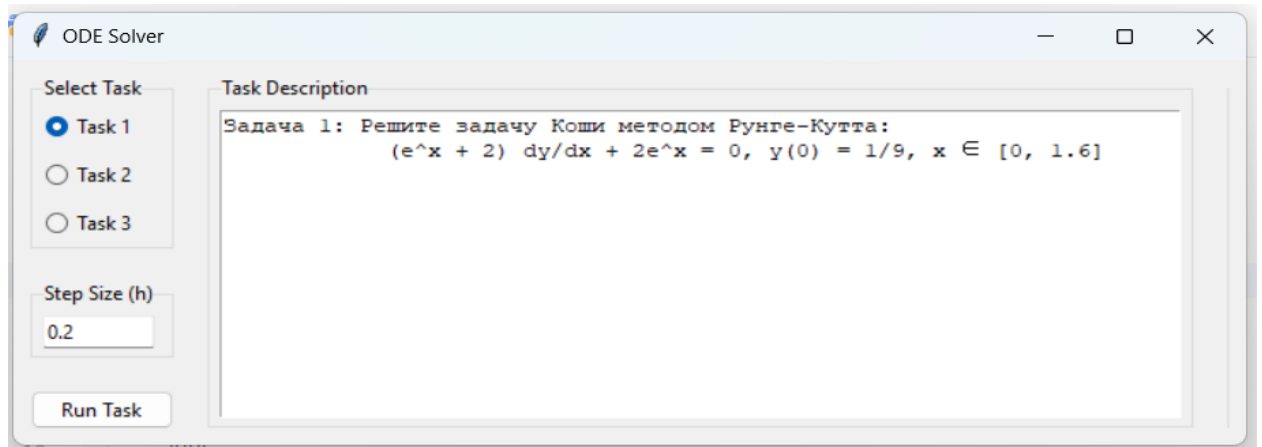 ODE Solver
Select Task
Task 1
Task 2
Task 3
Step Size (h)
0.2
Run Task
Task Description
Задача 1: Решите задачу Коши методом Рунге-Кутта:
(e^x + 2) dy/dx + 2e^x = 0, y(0) = 1/9, x ∈ [0, 1.6]